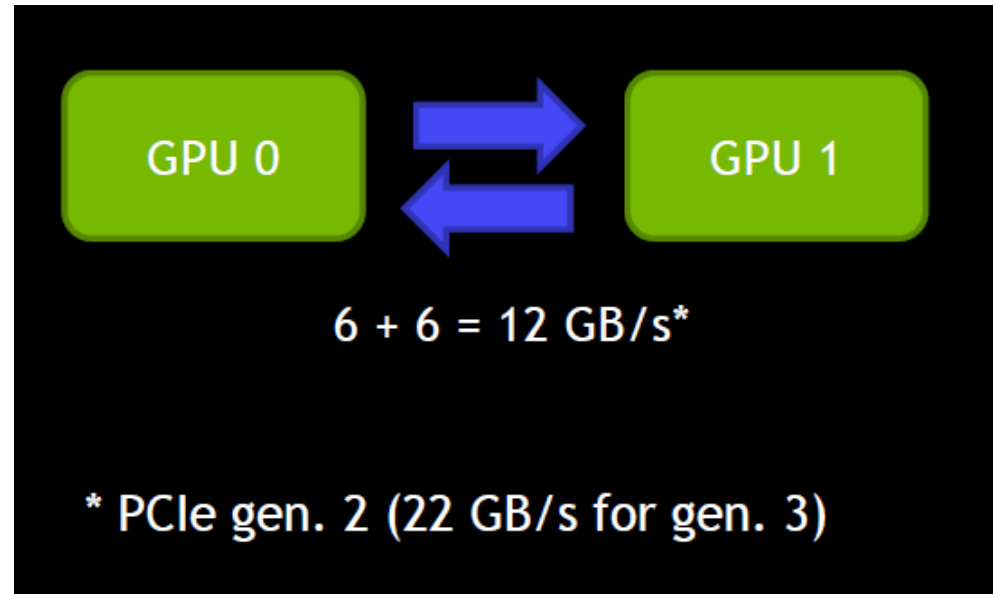 GPU 0
GPU 1
6 + 6 = 12 GB/s*
* PCIe gen. 2 (22 GB/s for gen. 3)